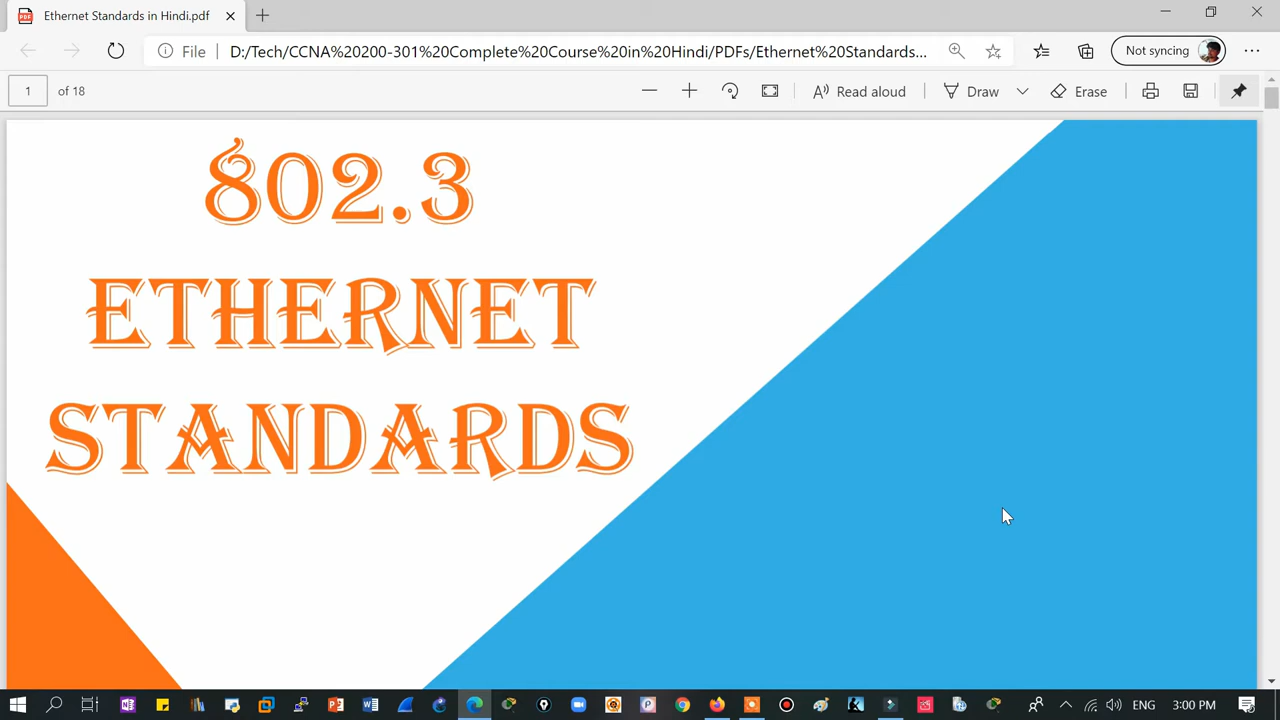 Ethernet Standards in Hindi.pdf
File
D:/Tech/CCNA%20200-301%20Complete%20Course%20in%20Hindi/PDFs/Ethernet%20Standards...
Not syncing
1 of 18
Read aloud
Draw
Erase
802.3
ETHERNET
STANDARDS
ENG
3:00 PM